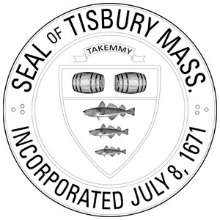 SEAL OF TISBURY MASS.
TAKEMMY
INCORPORATED JULY 8, 1671